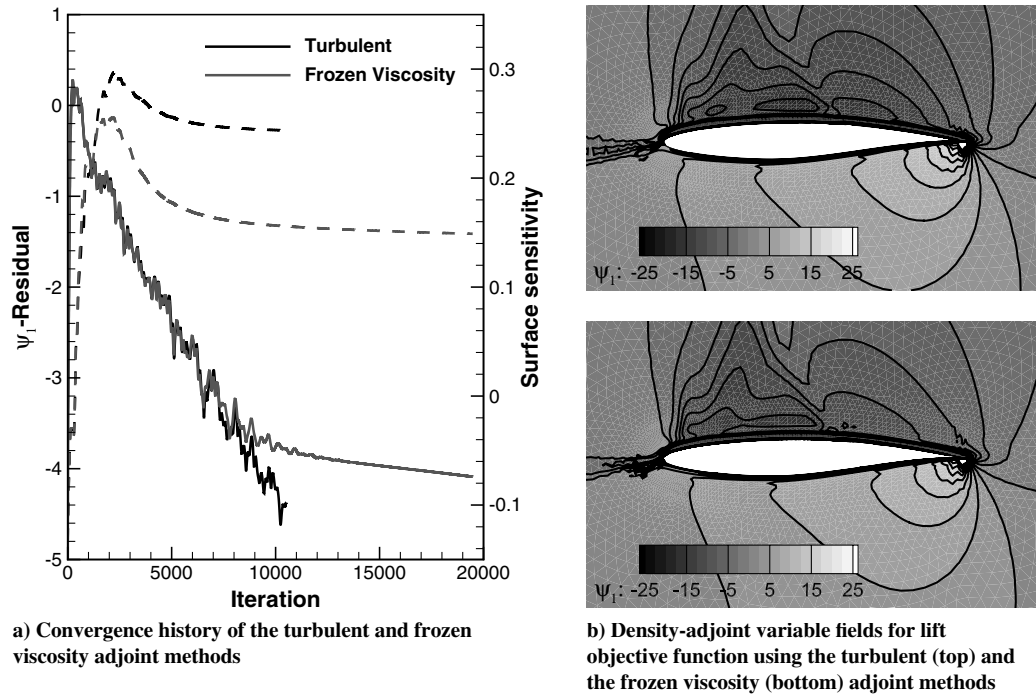 1
0
-1
-2
-3
-4
-5
ψ1-Residual
0
5000
10000
15000
20000
Iteration
0.3
0.2
0.1
0
-0.1
Surface sensitivity
Turbulent
Frozen Viscosity
a) Convergence history of the turbulent and frozen
viscosity adjoint methods
ψ1: -25 -15 -5 5 15 25
ψ1: -25 -15 -5 5 15 25
b) Density-adjoint variable fields for lift
objective function using the turbulent (top) and
the frozen viscosity (bottom) adjoint methods